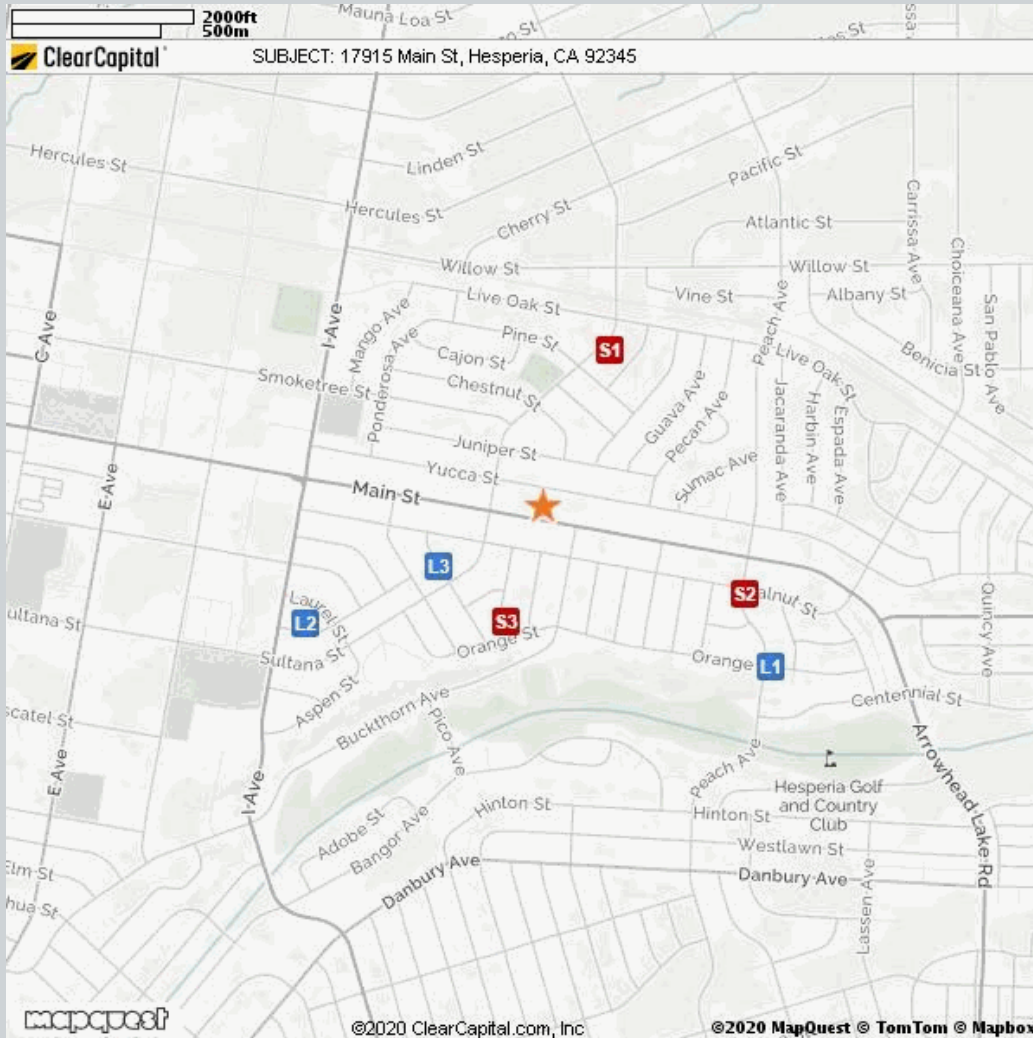 Mauna Loa St
2000ft
500m
ClearCapital
SUBJECT: 17915 Main St, Hesperia, CA 92345
Hercules St
Linden St
Pacific St
Hercules St
Cherry St
Atlantic St
Carrissa Ave
Willow St
Willow St
Choiceana Ave
Live Oak St
Vine St
Albany St
San Pablo Ave
C Ave
I Ave
Mango Ave
Pine St
S1
Peach Ave
Cajon St
Live Oak St
Benicia St
Smoketree St
Ponderosa Ave
Chestnut St
Guava Ave
Jacaranda Ave
Harbin Ave
Espada Ave
Pecan Ave
Juniper St
Yucca St
Sumac Ave
E Ave
Main St
L3
S2
alnut St
Laurel St
L2
S3
Quincy Ave
ultana St
Sultana St
Orange St
Orange
L1
Aspen St
Centennial St
scatel St
Buckthorn Ave
Pico Ave
Arrowhead Lake Rd
E Ave
I Ave
Peach Ave
Hesperia Golf
and Country
Club
Hinton St
Hinton St
Adobe St
Bangor Ave
Westlawn St
Elm St
Danbury Ave
Danbury Ave
hua St
Lassen Ave
mapquest
©2020 ClearCapital.com, Inc
©2020 MapQuest © TomTom © Mapbox